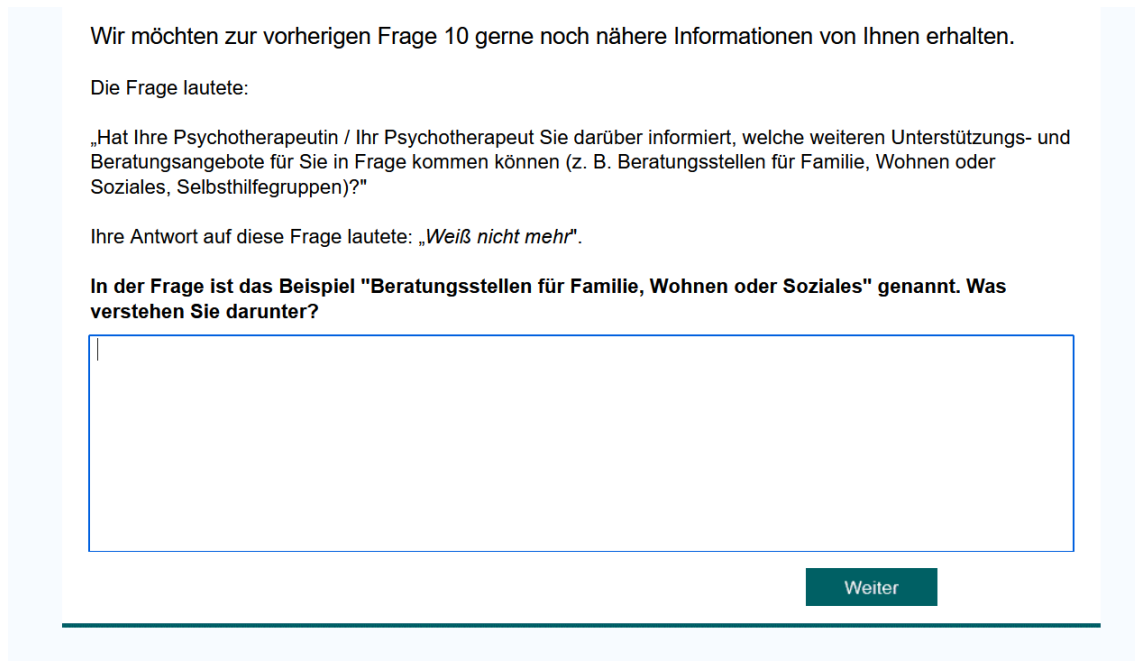 Wir möchten zur vorherigen Frage 10 gerne noch nähere Informationen von Ihnen erhalten.
Die Frage lautete:
„Hat Ihre Psychotherapeutin / Ihr Psychotherapeut Sie darüber informiert, welche weiteren Unterstützungs- und
Beratungsangebote für Sie in Frage kommen können (z. B. Beratungsstellen für Familie, Wohnen oder
Soziales, Selbsthilfegruppen)?"
Ihre Antwort auf diese Frage lautete: „Weiß nicht mehr".
In der Frage ist das Beispiel "Beratungsstellen für Familie, Wohnen oder Soziales" genannt. Was
verstehen Sie darunter?
Weiter